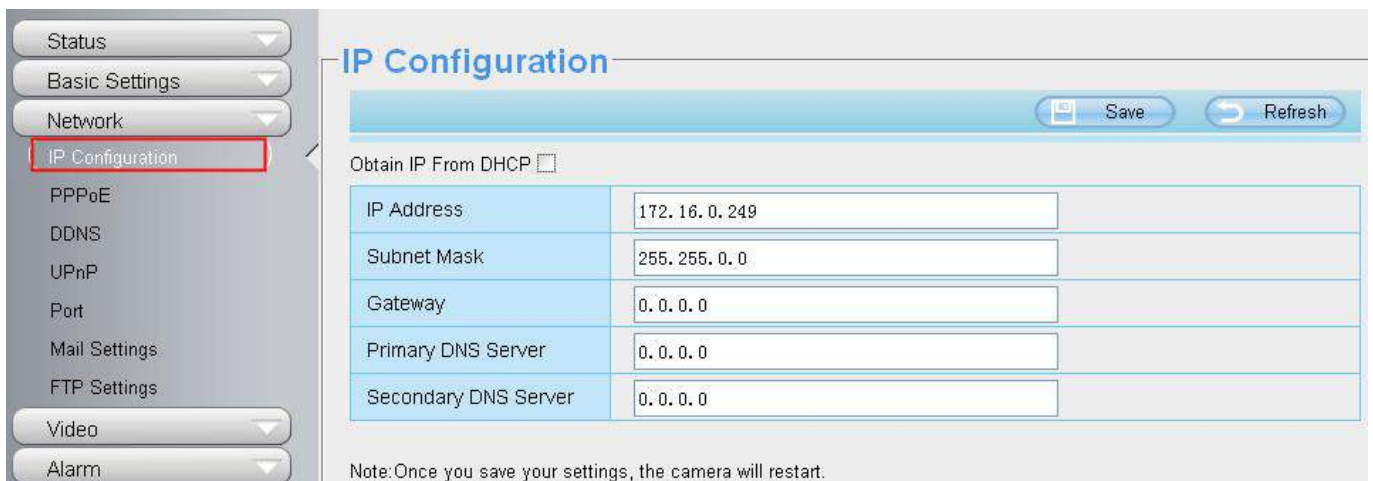 Status
Basic Settings
Network
IP Configuration
PPPoE
DDNS
UPnP
Port
Mail Settings
FTP Settings
Video
Alarm
IP Configuration
Save Refresh
Obtain IP From DHCP
IP Address 172.16.0.249
Subnet Mask 255.255.0.0
Gateway 0.0.0.0
Primary DNS Server 0.0.0.0
Secondary DNS Server 0.0.0.0
Note:Once you save your settings, the camera will restart.